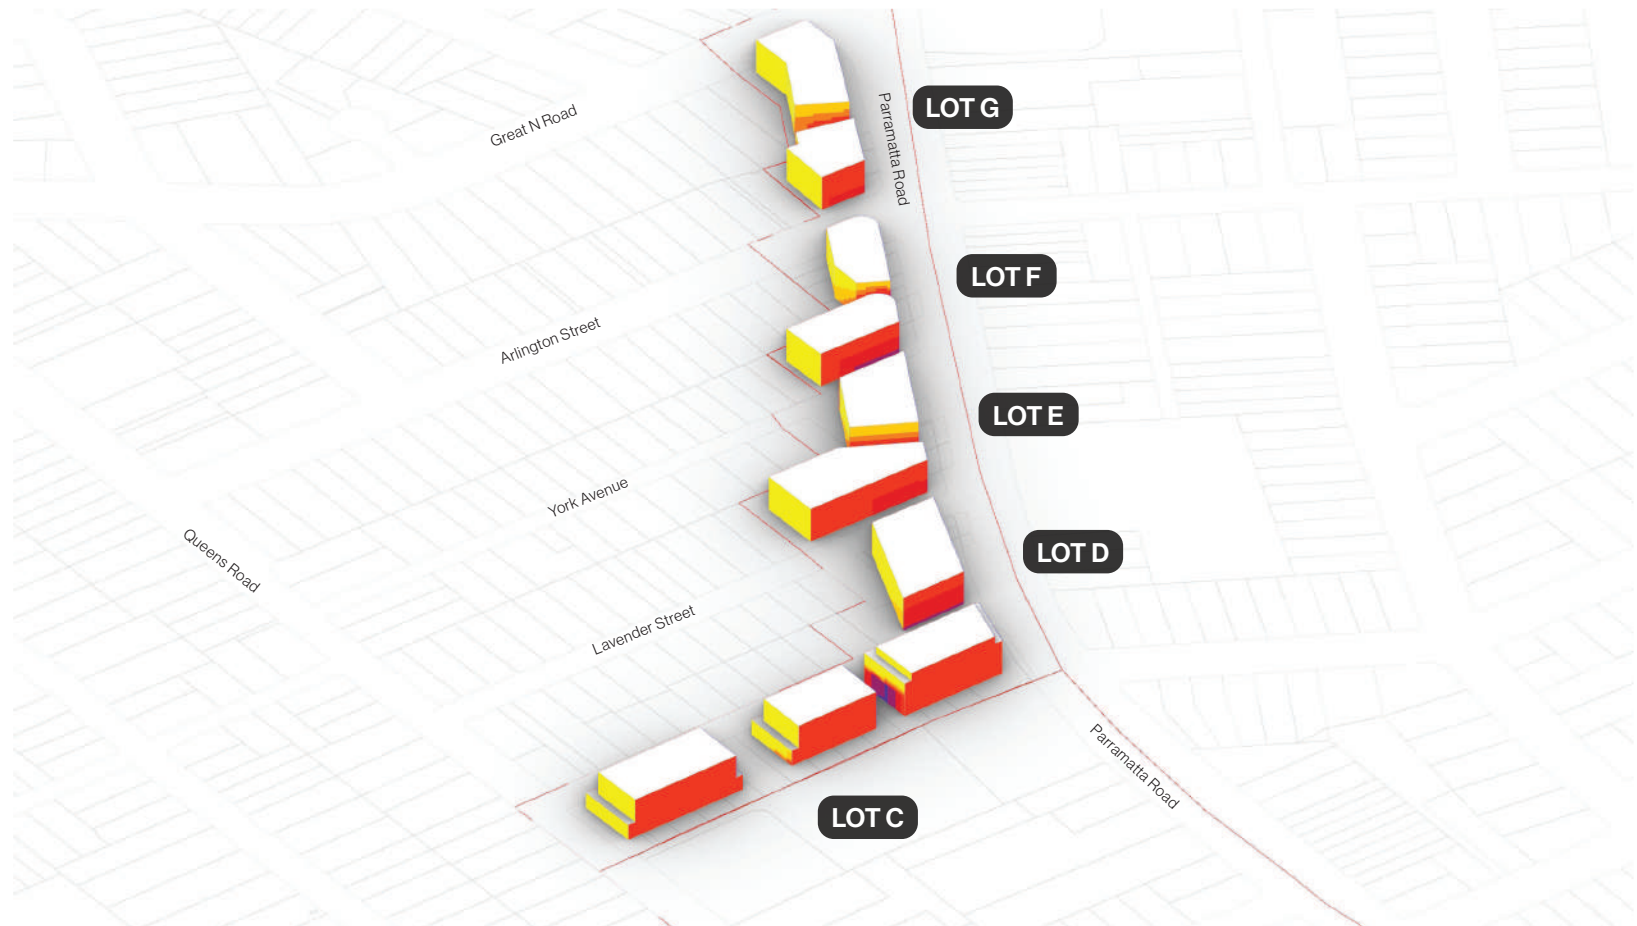 LOT G
Great N Road
Parramatta Road
LOT F
Arlington Street
LOT E
York Avenue
Queens Road
LOT D
Lavender Street
Parramatta Road
LOT C